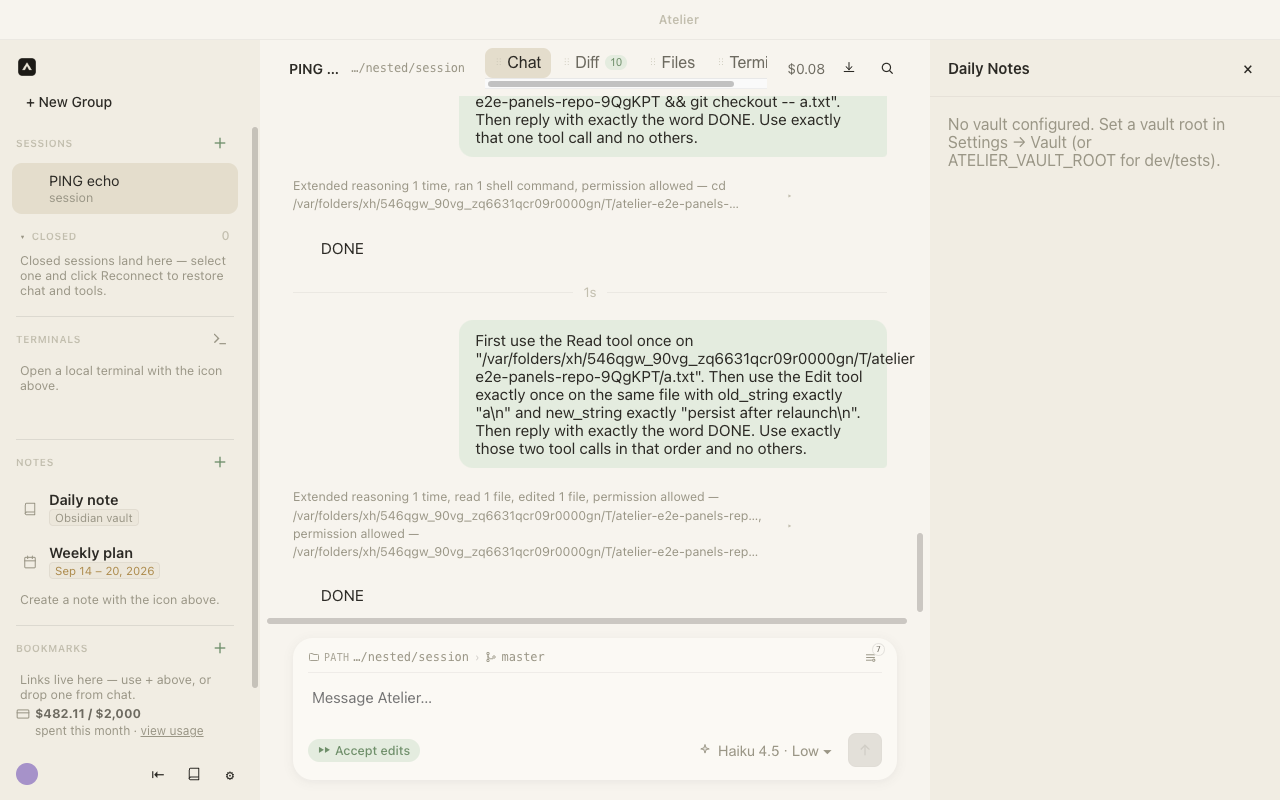 Atelier
+ New Group
SESSIONS
PING echo
session
CLOSED 0
Closed sessions land here — select
one and click Reconnect to restore
chat and tools.
TERMINALS
Open a local terminal with the icon
above.
NOTES
Daily note
Obsidian vault
Weekly plan
Sep 14 – 20, 2026
Create a note with the icon above.
BOOKMARKS
Links live here — use + above, or
drop one from chat.
$482.11 / $2,000
spent this month · view usage
PING ... …/nested/session
Chat Diff 10 Files Termi
$0.08
e2e-panels-repo-9QgKPT && git checkout -- a.txt".
Then reply with exactly the word DONE. Use exactly
that one tool call and no others.
Extended reasoning 1 time, ran 1 shell command, permission allowed — cd
/var/folders/xh/546qgw_90vg_zq6631qcr09r0000gn/T/atelier-e2e-panels-...
DONE
1s
First use the Read tool once on
"/var/folders/xh/546qgw_90vg_zq6631qcr09r0000gn/T/atelier
e2e-panels-repo-9QgKPT/a.txt". Then use the Edit tool
exactly once on the same file with old_string exactly
"a\n" and new_string exactly "persist after relaunch\n".
Then reply with exactly the word DONE. Use exactly
those two tool calls in that order and no others.
Extended reasoning 1 time, read 1 file, edited 1 file, permission allowed —
/var/folders/xh/546qgw_90vg_zq6631qcr09r0000gn/T/atelier-e2e-panels-rep...,
permission allowed —
/var/folders/xh/546qgw_90vg_zq6631qcr09r0000gn/T/atelier-e2e-panels-rep...
DONE
PATH …/nested/session › master
7
Message Atelier...
Accept edits
Haiku 4.5 · Low
Daily Notes
No vault configured. Set a vault root in
Settings → Vault (or
ATELIER_VAULT_ROOT for dev/tests).